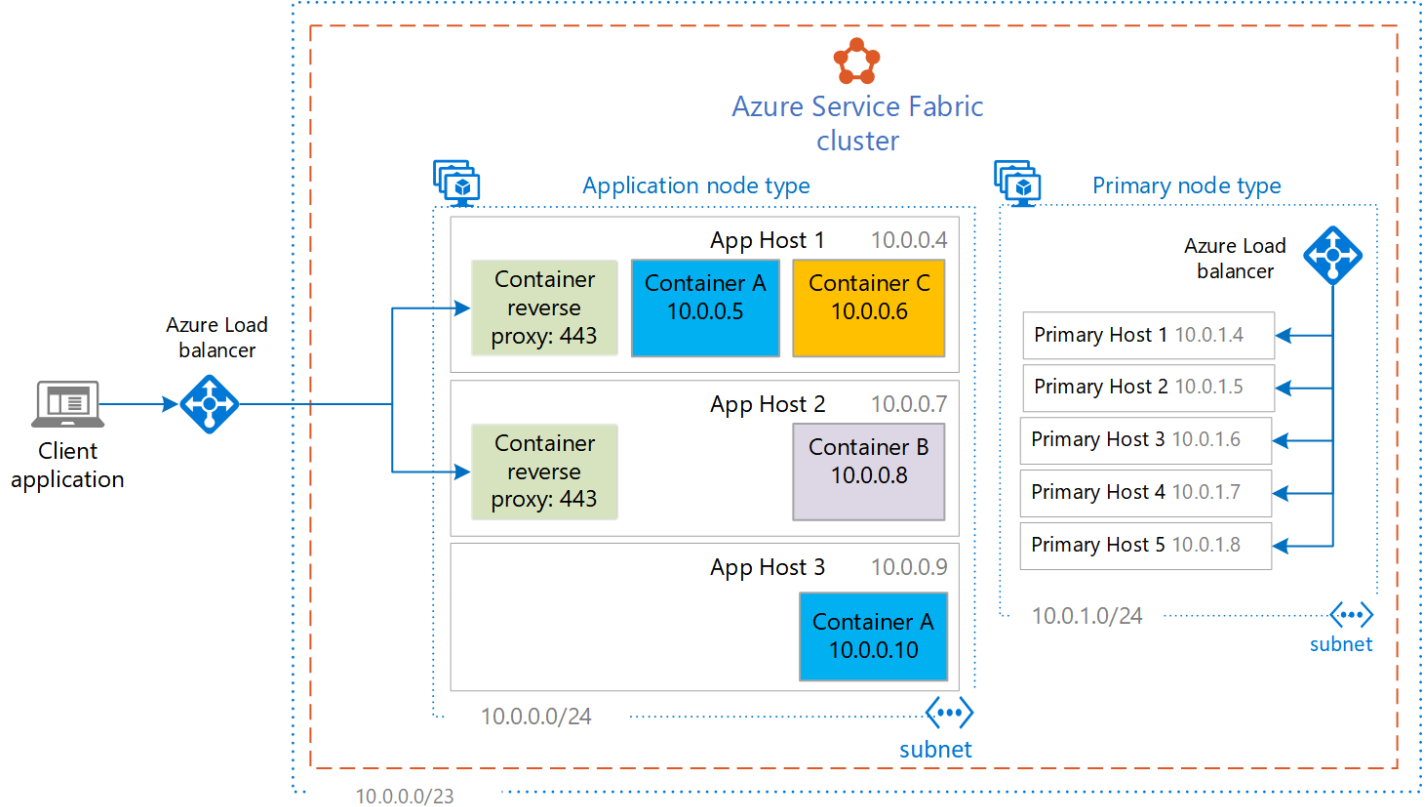 Azure Service Fabric
cluster
Application node type
Primary node type
App Host 1 10.0.0.4
Container
reverse
proxy: 443
Container A
10.0.0.5
Container C
10.0.0.6
Azure Load
balancer
Client
application
App Host 2 10.0.0.7
Container
reverse
proxy: 443
Container B
10.0.0.8
App Host 3 10.0.0.9
Container A
10.0.0.10
10.0.0.0/24
subnet
Azure Load
balancer
Primary Host 1 10.0.1.4
Primary Host 2 10.0.1.5
Primary Host 3 10.0.1.6
Primary Host 4 10.0.1.7
Primary Host 5 10.0.1.8
10.0.1.0/24
subnet
10.0.0.0/23